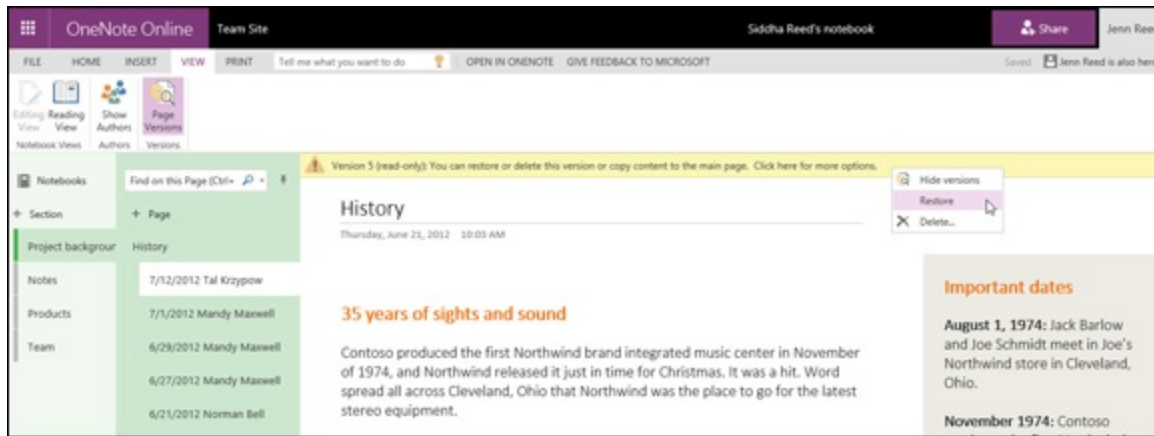 OneNote Online Team Site Siddha Reed's notebook Share Jenn Ree
FILE HOME INSERT VIEW PRINT Tell me what you want to do OPEN IN ONENOTE GIVE FEEDBACK TO MICROSOFT Saved Jenn Reed is also here
Editing View
Reading View
Show Authors
Page Versions
Notebook Views Authors Versions
Version 5 (read-only): You can restore or delete this version or copy content to the main page. Click here for more options.
Hide versions
Restore
Delete...
Notebooks
+ Section
Project backgroun
Notes
Products
Team
Find on this Page (Ctrl+
+ Page
History
7/12/2012 Tal Krzypow
7/1/2012 Mandy Maxwell
6/29/2012 Mandy Maxwell
6/27/2012 Mandy Maxwell
6/21/2012 Norman Bell
History
Thursday, June 21, 2012 10:03 AM
35 years of sights and sound
Contoso produced the first Northwind brand integrated music center in November
of 1974, and Northwind released it just in time for Christmas. It was a hit. Word
spread all across Cleveland, Ohio that Northwind was the place to go for the latest
stereo equipment.
Important dates
August 1, 1974: Jack Barlow
and Joe Schmidt meet in Joe's
Northwind store in Cleveland,
Ohio.
November 1974: Contoso